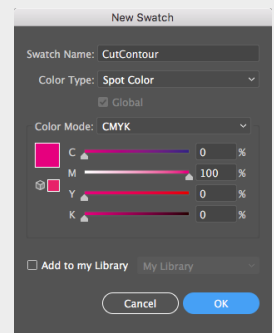 New Swatch
Swatch Name: CutContour
Color Type: Spot Color
Global
Color Mode: CMYK
C 0 %
M 100 %
Y 0 %
K 0 %
Add to my Library My Library
Cancel OK